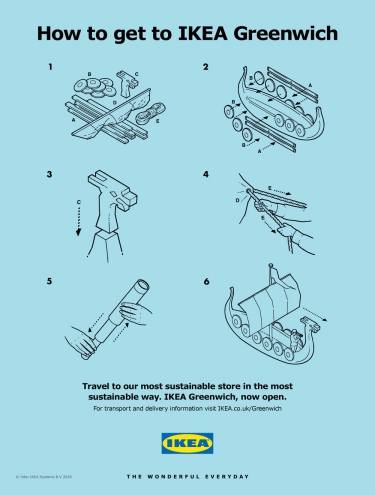 How to get to IKEA Greenwich
1
2
B
C
D
A
E
A
B
B
A
3
4
C
E
D
E
5
6
Travel to our most sustainable store in the most
sustainable way. IKEA Greenwich, now open.
For transport and delivery information visit IKEA.co.uk/Greenwich
IKEA
THE WONDERFUL EVERYDAY